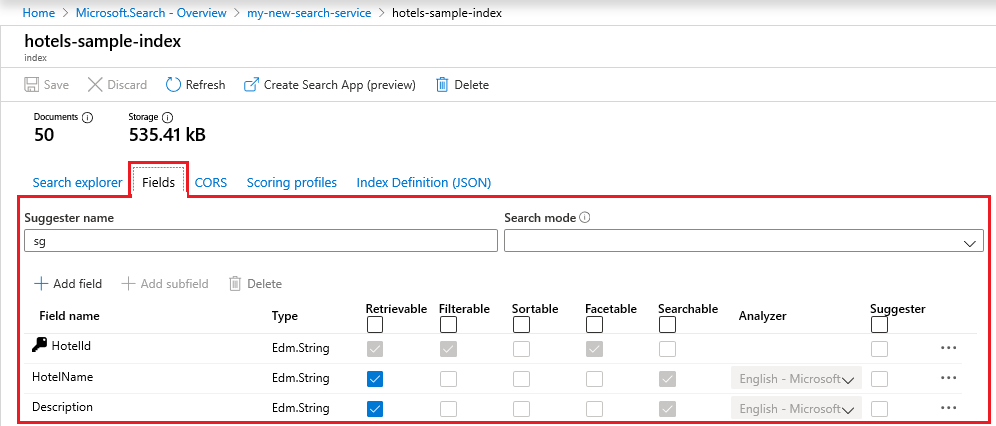 Home > Microsoft.Search - Overview > my-new-search-service > hotels-sample-index
hotels-sample-index
index
Save Discard Refresh Create Search App (preview) Delete
Documents Storage
50 535.41 kB
Search explorer Fields CORS Scoring profiles Index Definition (JSON)
Suggester name Search mode
sg
Add field Add subfield Delete
Field name Type Retrievable Filterable Sortable Facetable Searchable Analyzer Suggester
HotelId Edm.String
HotelName Edm.String English - Microsoft
Description Edm.String English - Microsoft